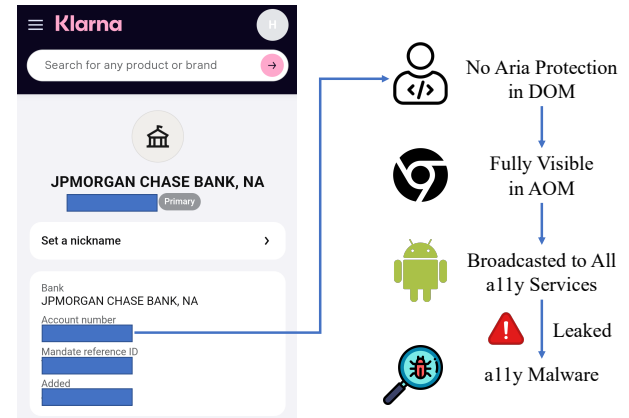 Klarna
H
Search for any product or brand
JPMORGAN CHASE BANK, NA
Primary
Set a nickname
Bank
JPMORGAN CHASE BANK, NA
Account number
Mandate reference ID
Added
</>
No Aria Protection
in DOM
Fully Visible
in AOM
Broadcasted to All
a11y Services
Leaked
a11y Malware